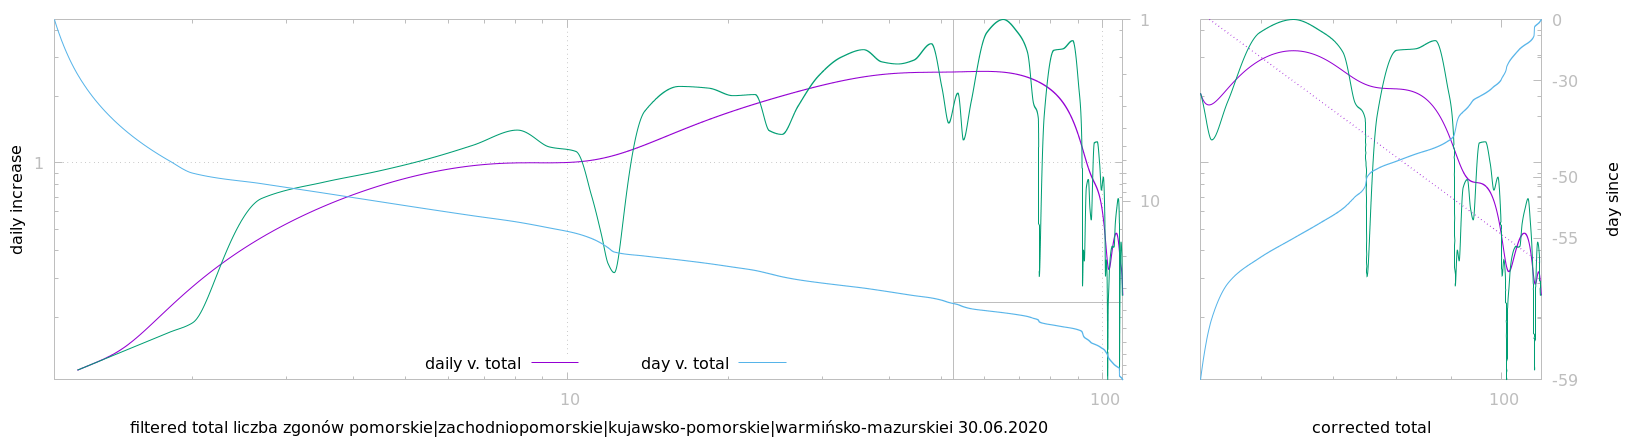 daily increase
1
1
10
daily v. total
day v. total
10
100
filtered total liczba zgonów pomorskie|zachodniopomorskie|kujawsko-pomorskie|warmińsko-mazurskiei 30.06.2020
0
-30
-50
-55
-59
day since
100
corrected total